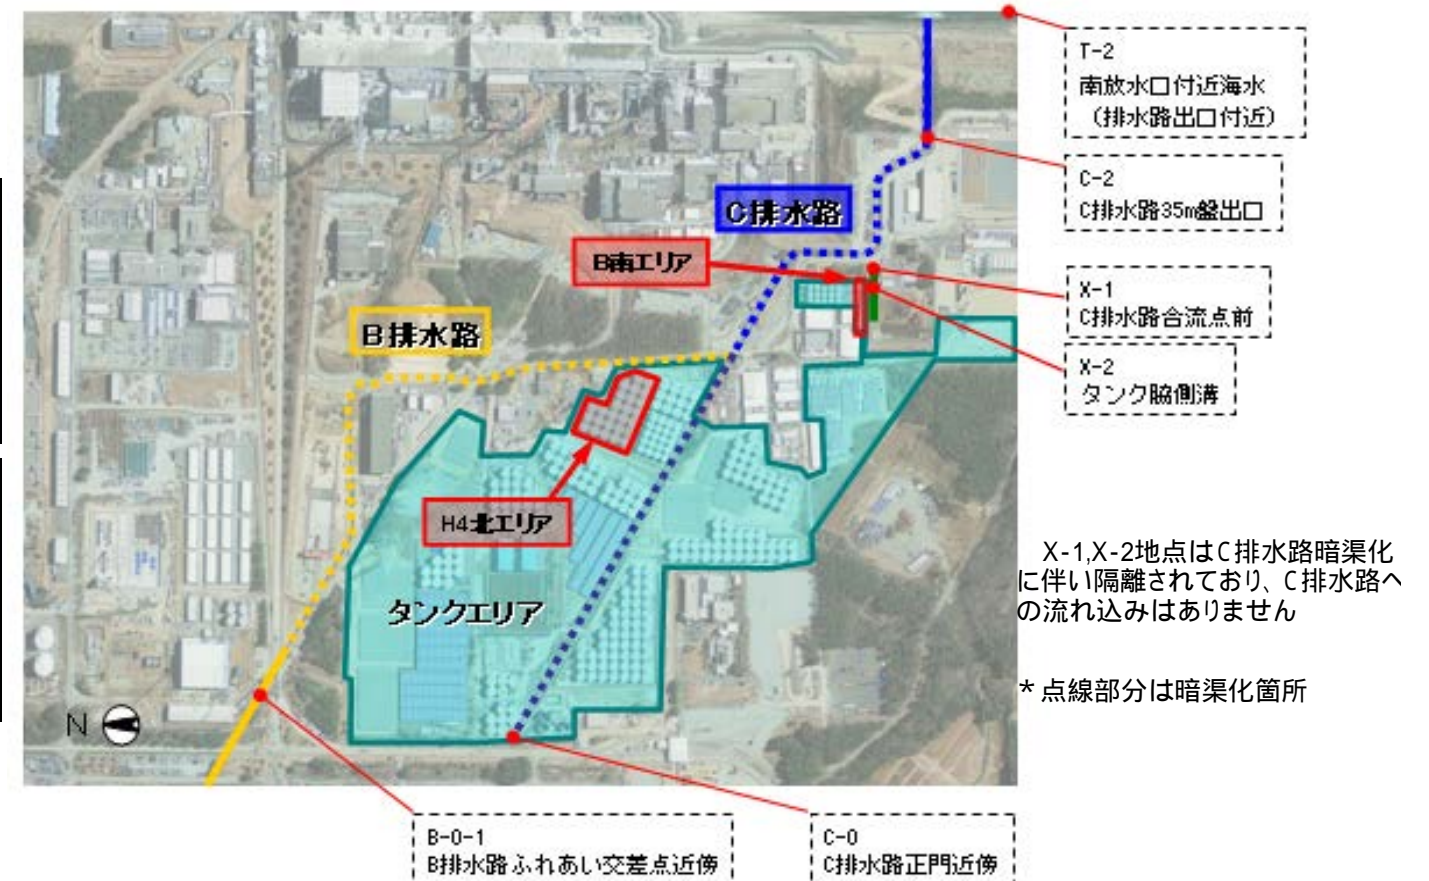 T-2
南放水口付近海水
（排水路出口付近）
C-2
C排水路35m盤出口
C排水路
B南エリア
X-1
C排水路合流点前
B排水路
X-2
タンク脇側溝
H4北エリア
X-1,X-2地点はC排水路暗渠化
に伴い隔離されており、C排水路へ
の流れ込みはありません
タンクエリア
*点線部分は暗渠化箇所
N
B-0-1
B排水路ふれあい交差点近傍
C-0
C排水路正門近傍